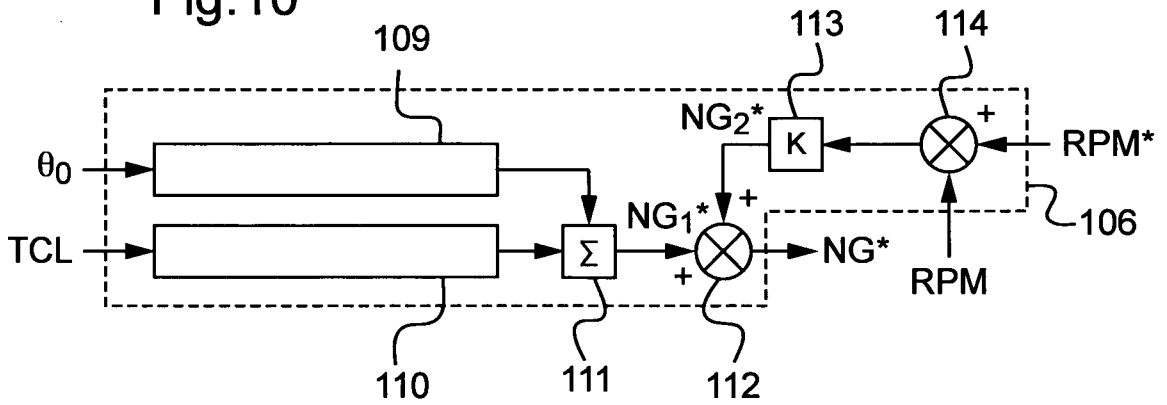 Fig.10
113
114
109
NG₂*
+
K
RPM*
θ₀
+
NG₁*
106
TCL
Σ
NG*
+
RPM
110
111
112